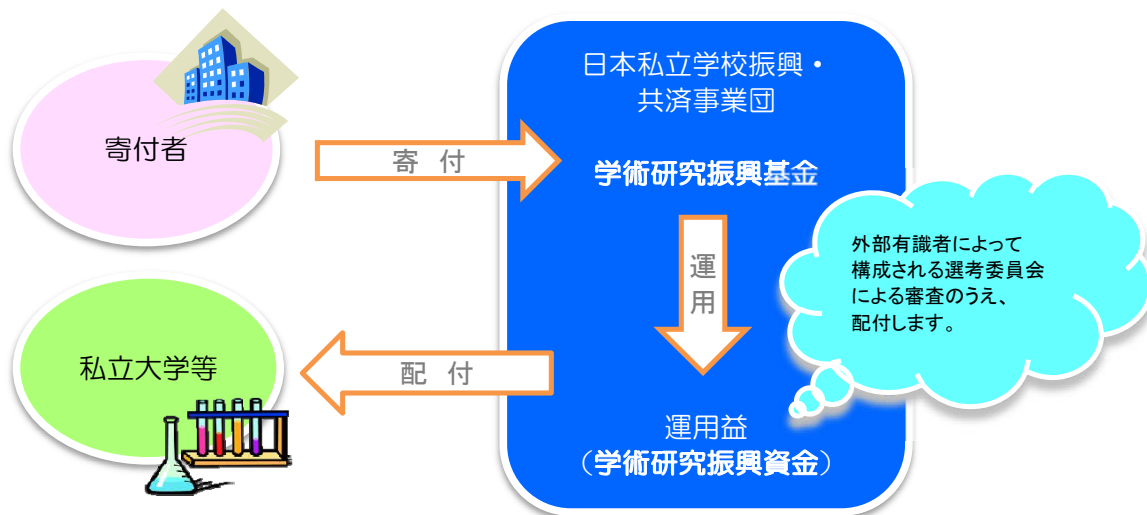 寄付者
寄 付
日本私立学校振興・
共済事業団
学術研究振興基金
運
用
外部有識者によって
構成される選考委員会
による審査のうえ、
配付します。
私立大学等
配 付
運用益
（学術研究振興資金）